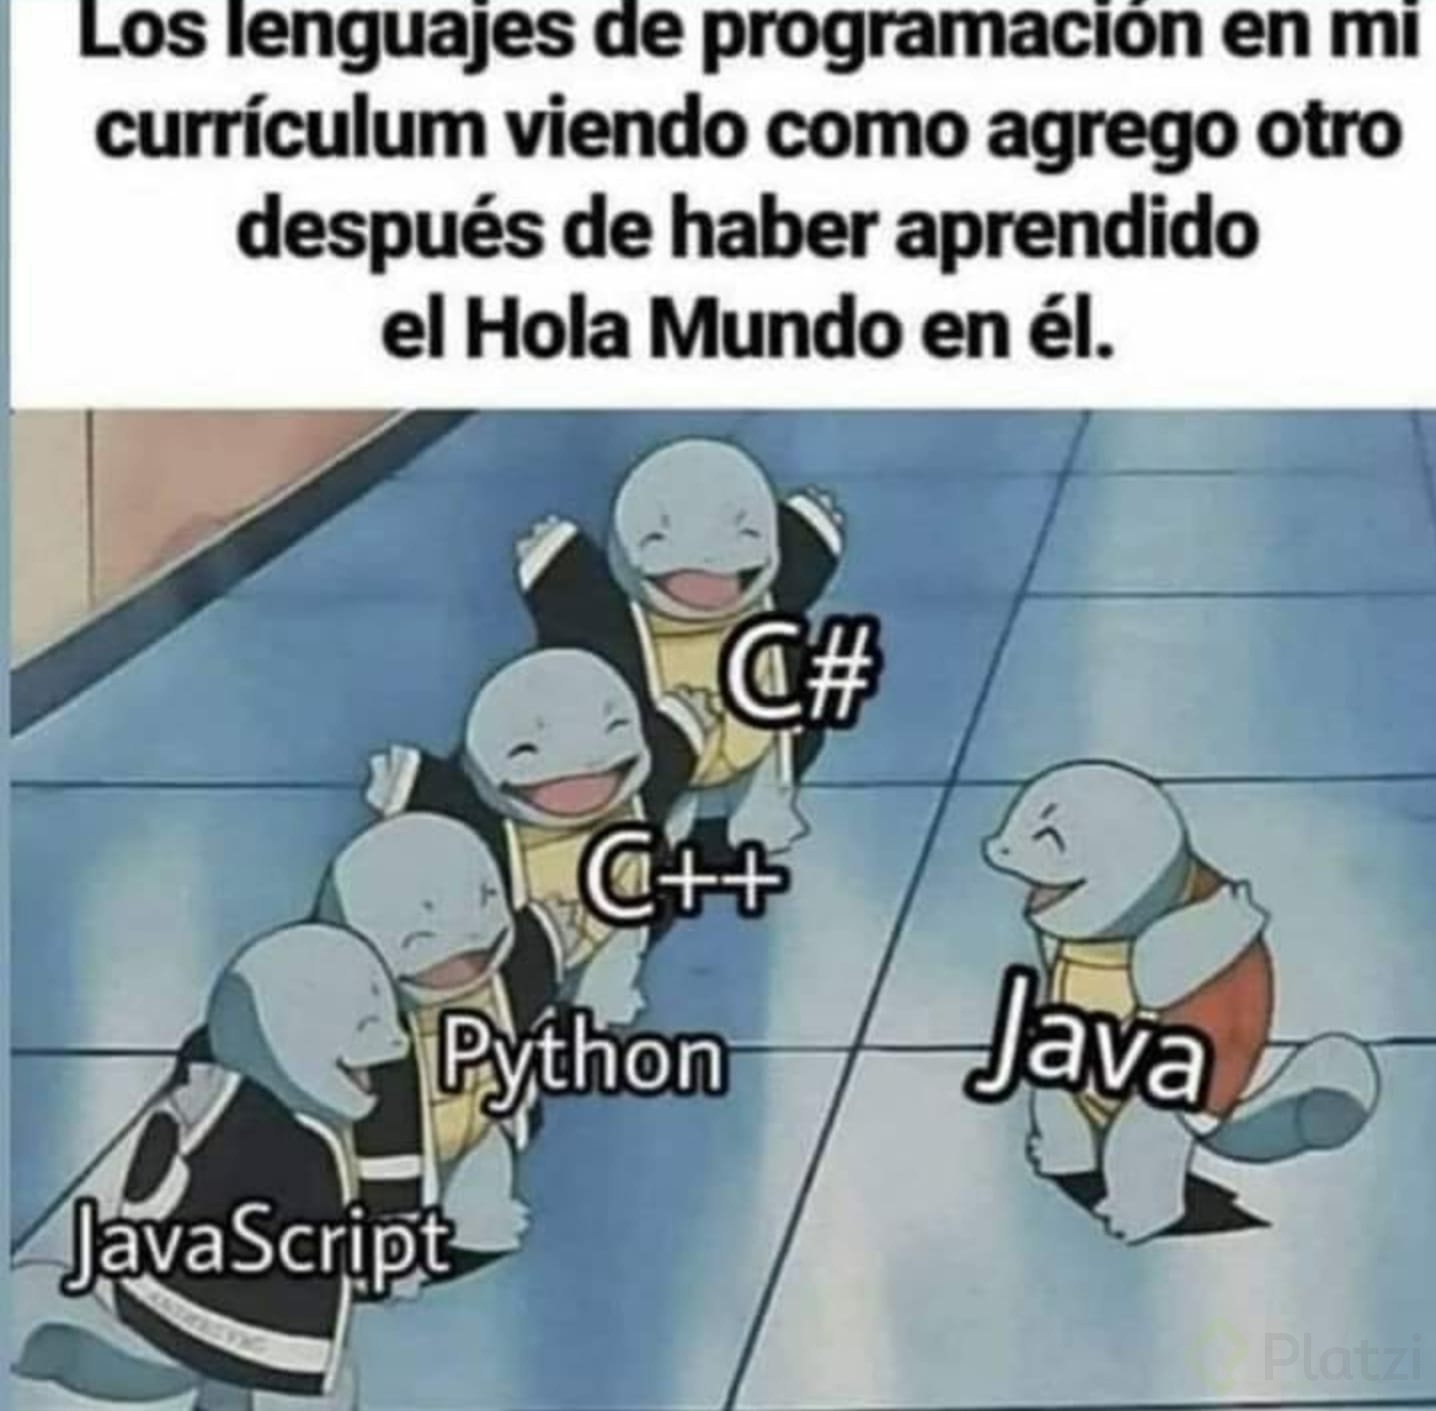 Los lenguajes de programación en mi
currículum viendo como agrego otro
después de haber aprendido
el Hola Mundo en él.
C#
C++
Python
Java
JavaScript
Platzi